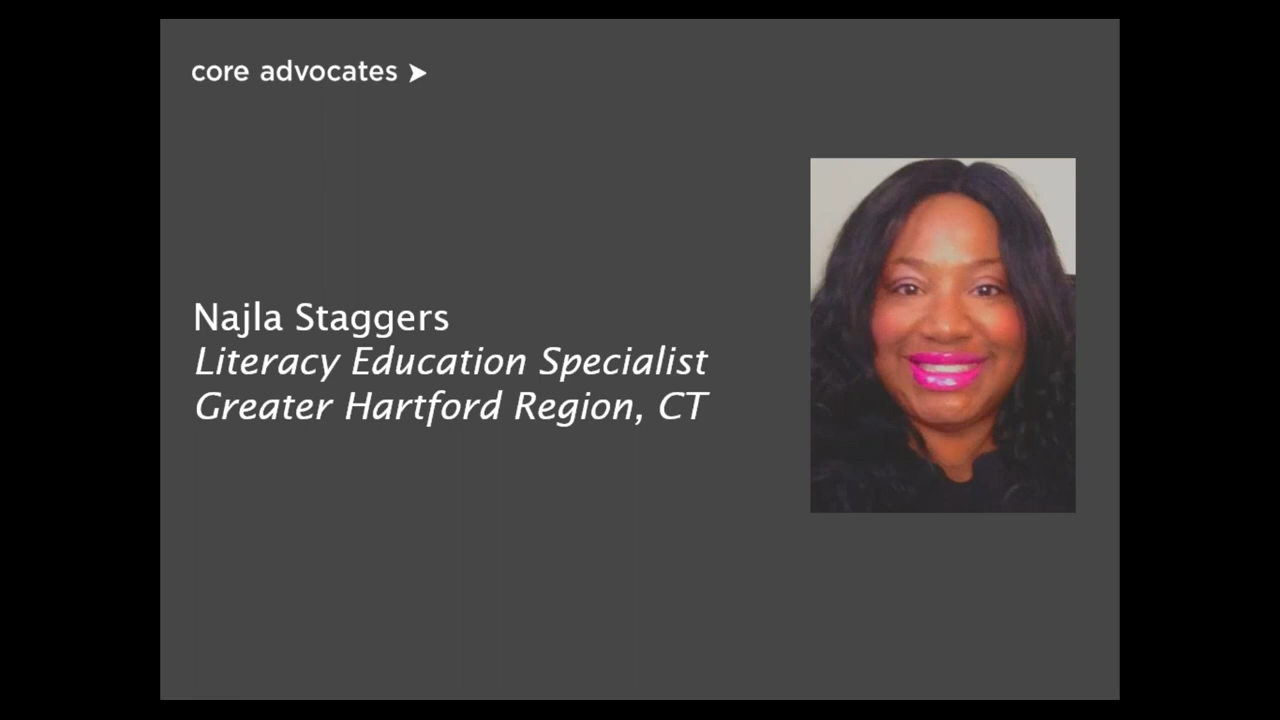 core advocates
Najla Staggers
Literacy Education Specialist
Greater Hartford Region, CT